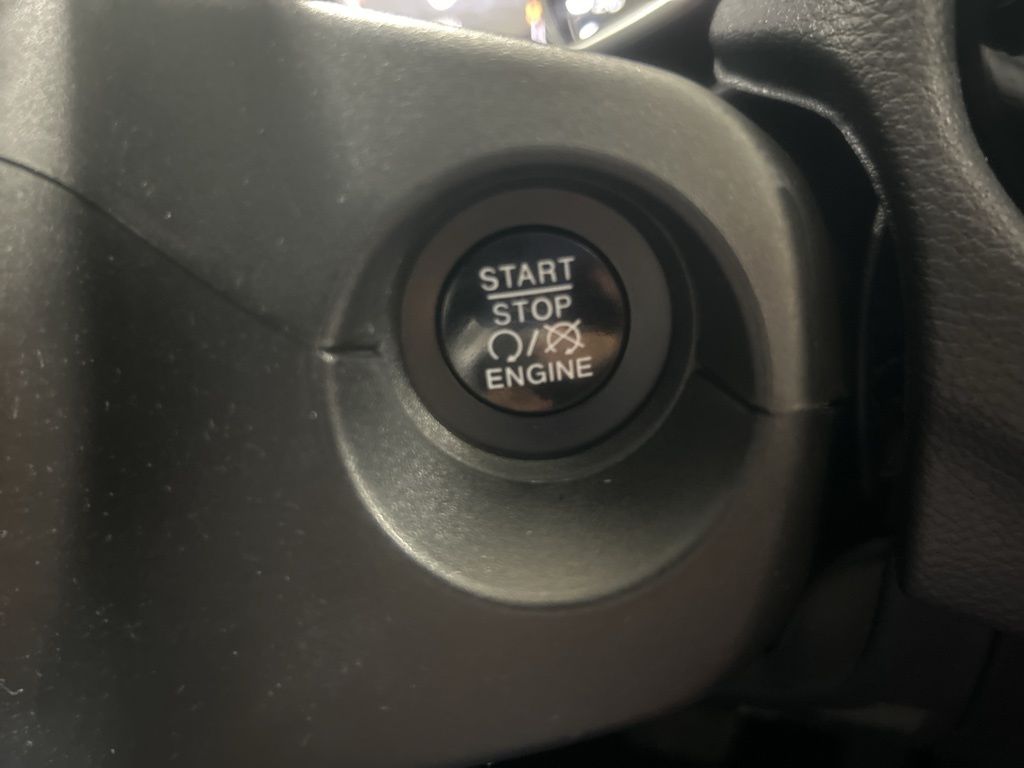 START
STOP
/
ENGINE